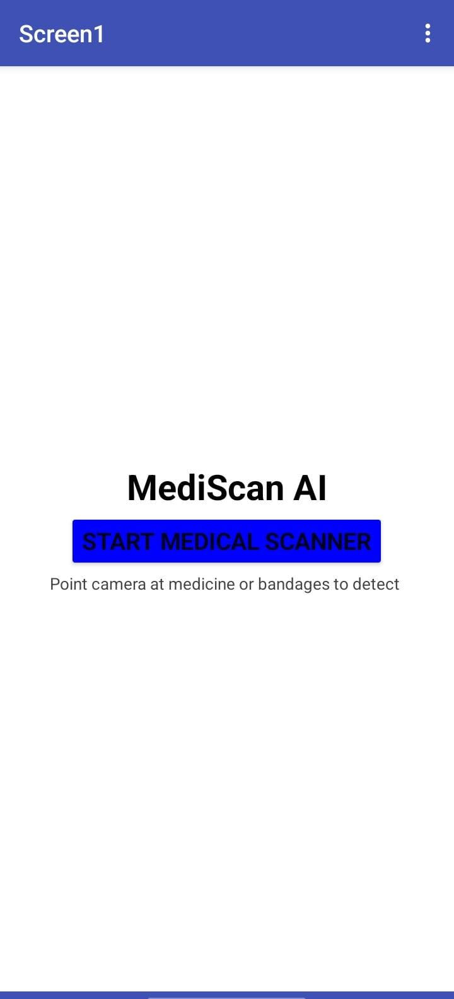 Screen1
MediScan AI
START MEDICAL SCANNER
Point camera at medicine or bandages to detect